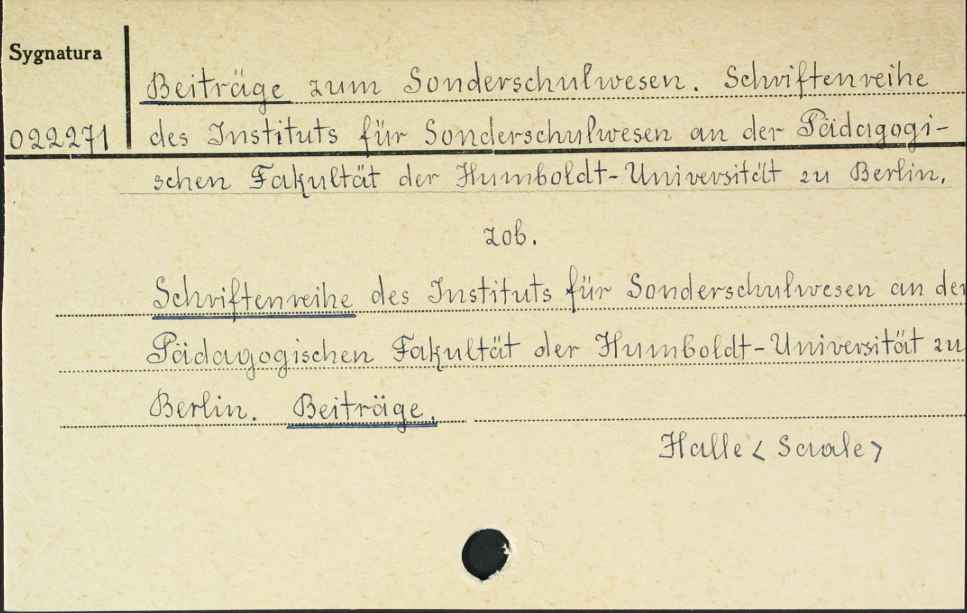 Sygnatura
022271
Beiträge zum Sonderschulwesen. Schriftenreihe
des Instituts für Sonderschulwesen an der Pädagogi-
schen Fakultät der Humboldt-Universität zu Berlin.
zob.
Schriftenreihe des Instituts für Sonderschulwesen an der
Pädagogischen Fakultät der Humboldt-Universität zu
Berlin. Beiträge.
Halle < Saale >